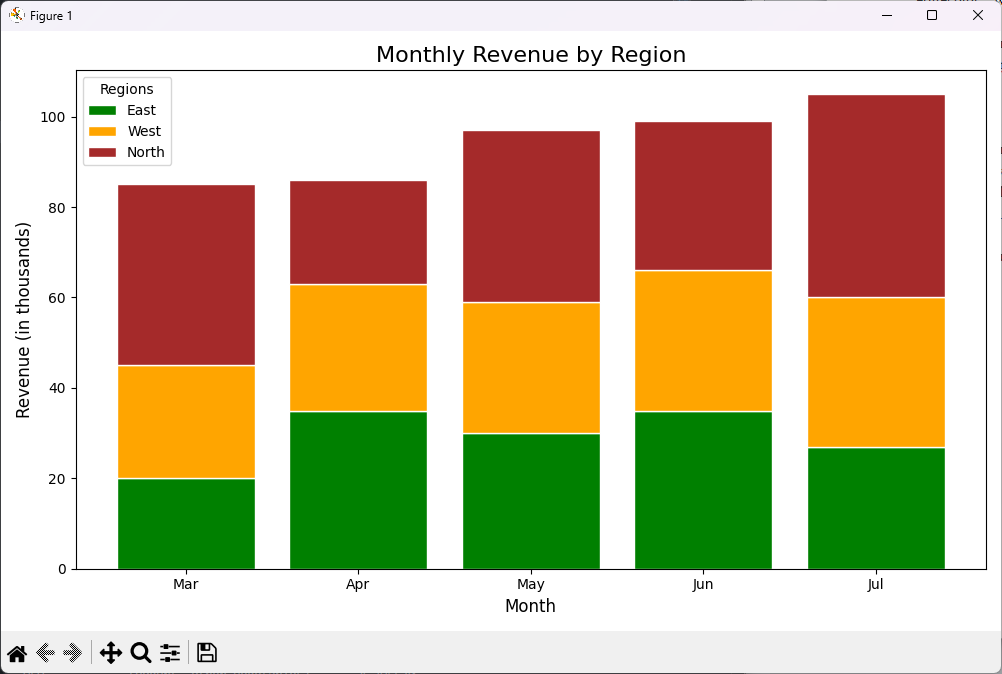 Figure 1
Monthly Revenue by Region
Regions
East
West
North
100
80
60
40
20
0
Revenue (in thousands)
Mar Apr May Jun Jul
Month